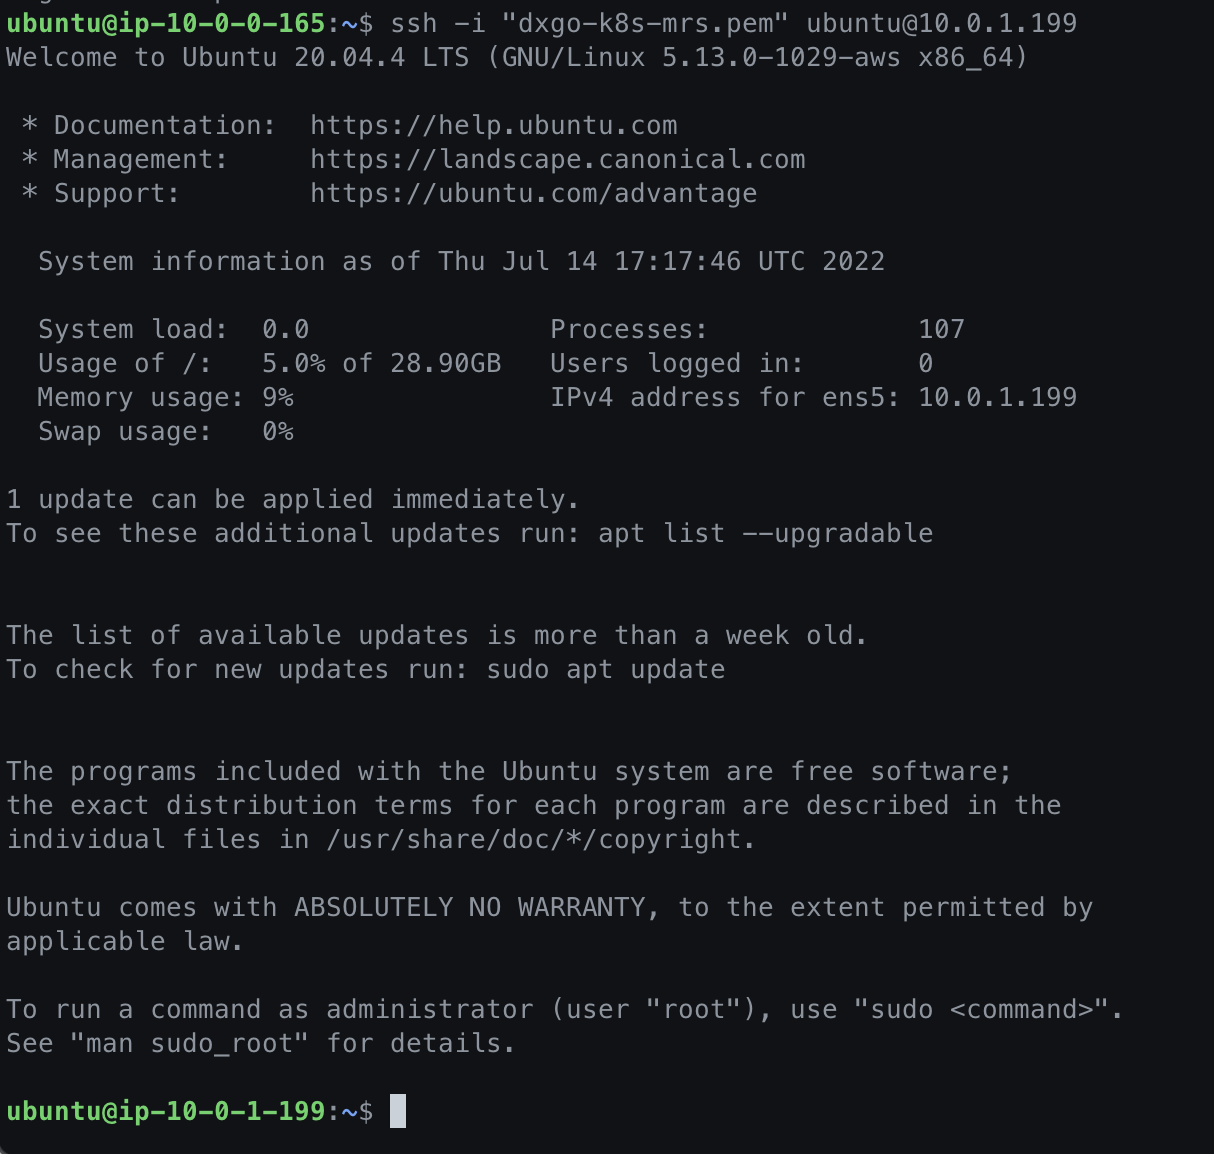 ubuntu@ip-10-0-0-165:~$ ssh -i "dxgo-k8s-mrs.pem" ubuntu@10.0.1.199
Welcome to Ubuntu 20.04.4 LTS (GNU/Linux 5.13.0-1029-aws x86_64)

 * Documentation:  https://help.ubuntu.com
 * Management:     https://landscape.canonical.com
 * Support:        https://ubuntu.com/advantage

  System information as of Thu Jul 14 17:17:46 UTC 2022

  System load:  0.0               Processes:             107
  Usage of /:   5.0% of 28.90GB   Users logged in:       0
  Memory usage: 9%                IPv4 address for ens5: 10.0.1.199
  Swap usage:   0%

1 update can be applied immediately.
To see these additional updates run: apt list --upgradable


The list of available updates is more than a week old.
To check for new updates run: sudo apt update


The programs included with the Ubuntu system are free software;
the exact distribution terms for each program are described in the
individual files in /usr/share/doc/*/copyright.

Ubuntu comes with ABSOLUTELY NO WARRANTY, to the extent permitted by
applicable law.

To run a command as administrator (user "root"), use "sudo <command>".
See "man sudo_root" for details.

ubuntu@ip-10-0-1-199:~$